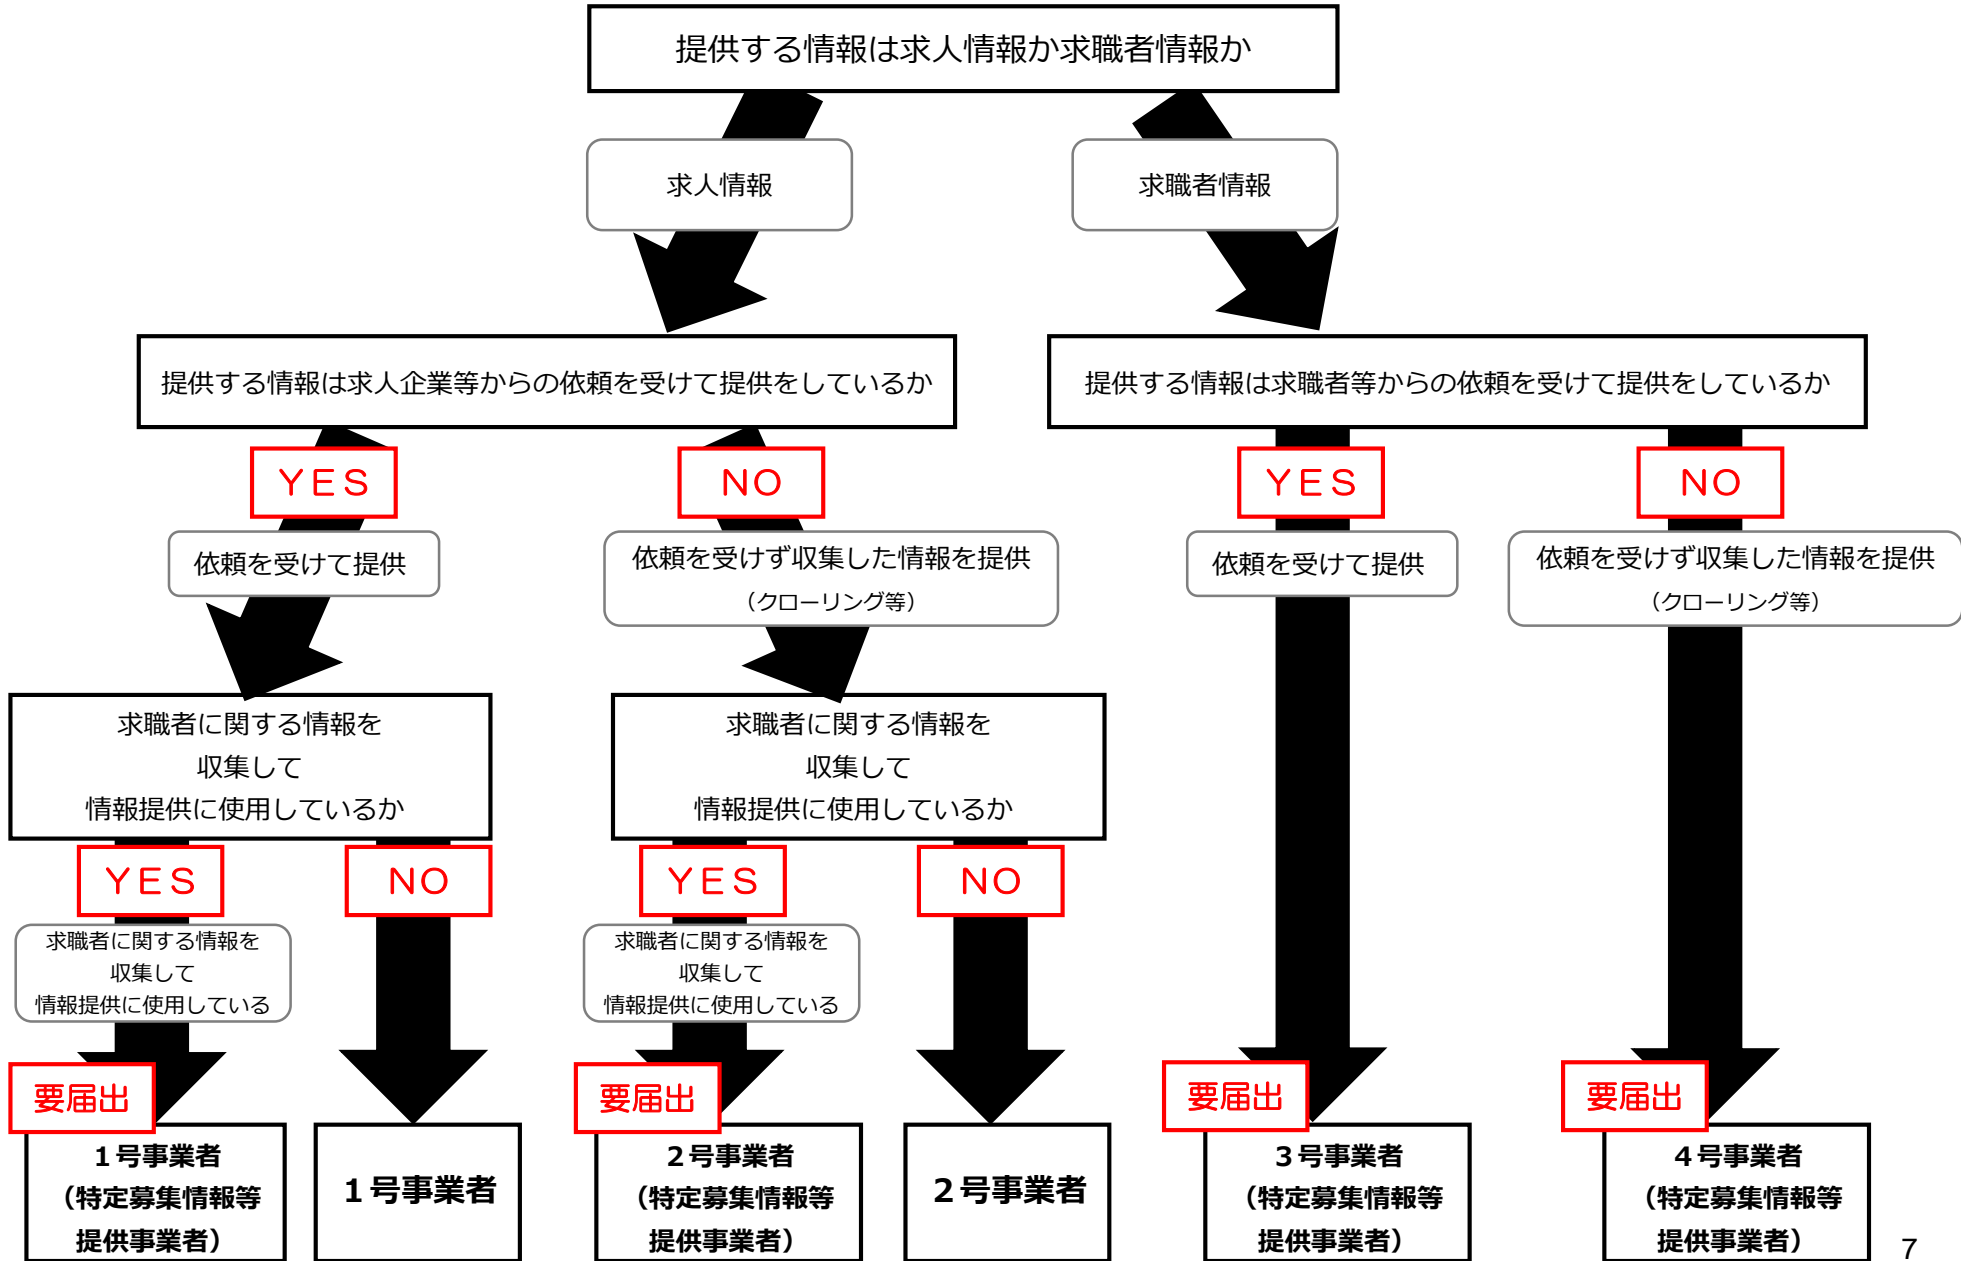 提供する情報は求人情報か求職者情報か
求人情報
求職者情報
提供する情報は求人企業等からの依頼を受けて提供をしているか
提供する情報は求職者等からの依頼を受けて提供をしているか
ＹＥＳ
ＮＯ
ＹＥＳ
ＮＯ
依頼を受けて提供
依頼を受けず収集した情報を提供
（クローリング等）
依頼を受けて提供
依頼を受けず収集した情報を提供
（クローリング等）
求職者に関する情報を
収集して
情報提供に使用しているか
求職者に関する情報を
収集して
情報提供に使用しているか
ＹＥＳ
ＮＯ
ＹＥＳ
ＮＯ
求職者に関する情報を
収集して
情報提供に使用している
求職者に関する情報を
収集して
情報提供に使用している
要届出
要届出
要届出
要届出
１号事業者
（特定募集情報等
提供事業者）
１号事業者
２号事業者
（特定募集情報等
提供事業者）
２号事業者
３号事業者
（特定募集情報等
提供事業者）
４号事業者
（特定募集情報等
提供事業者）
7